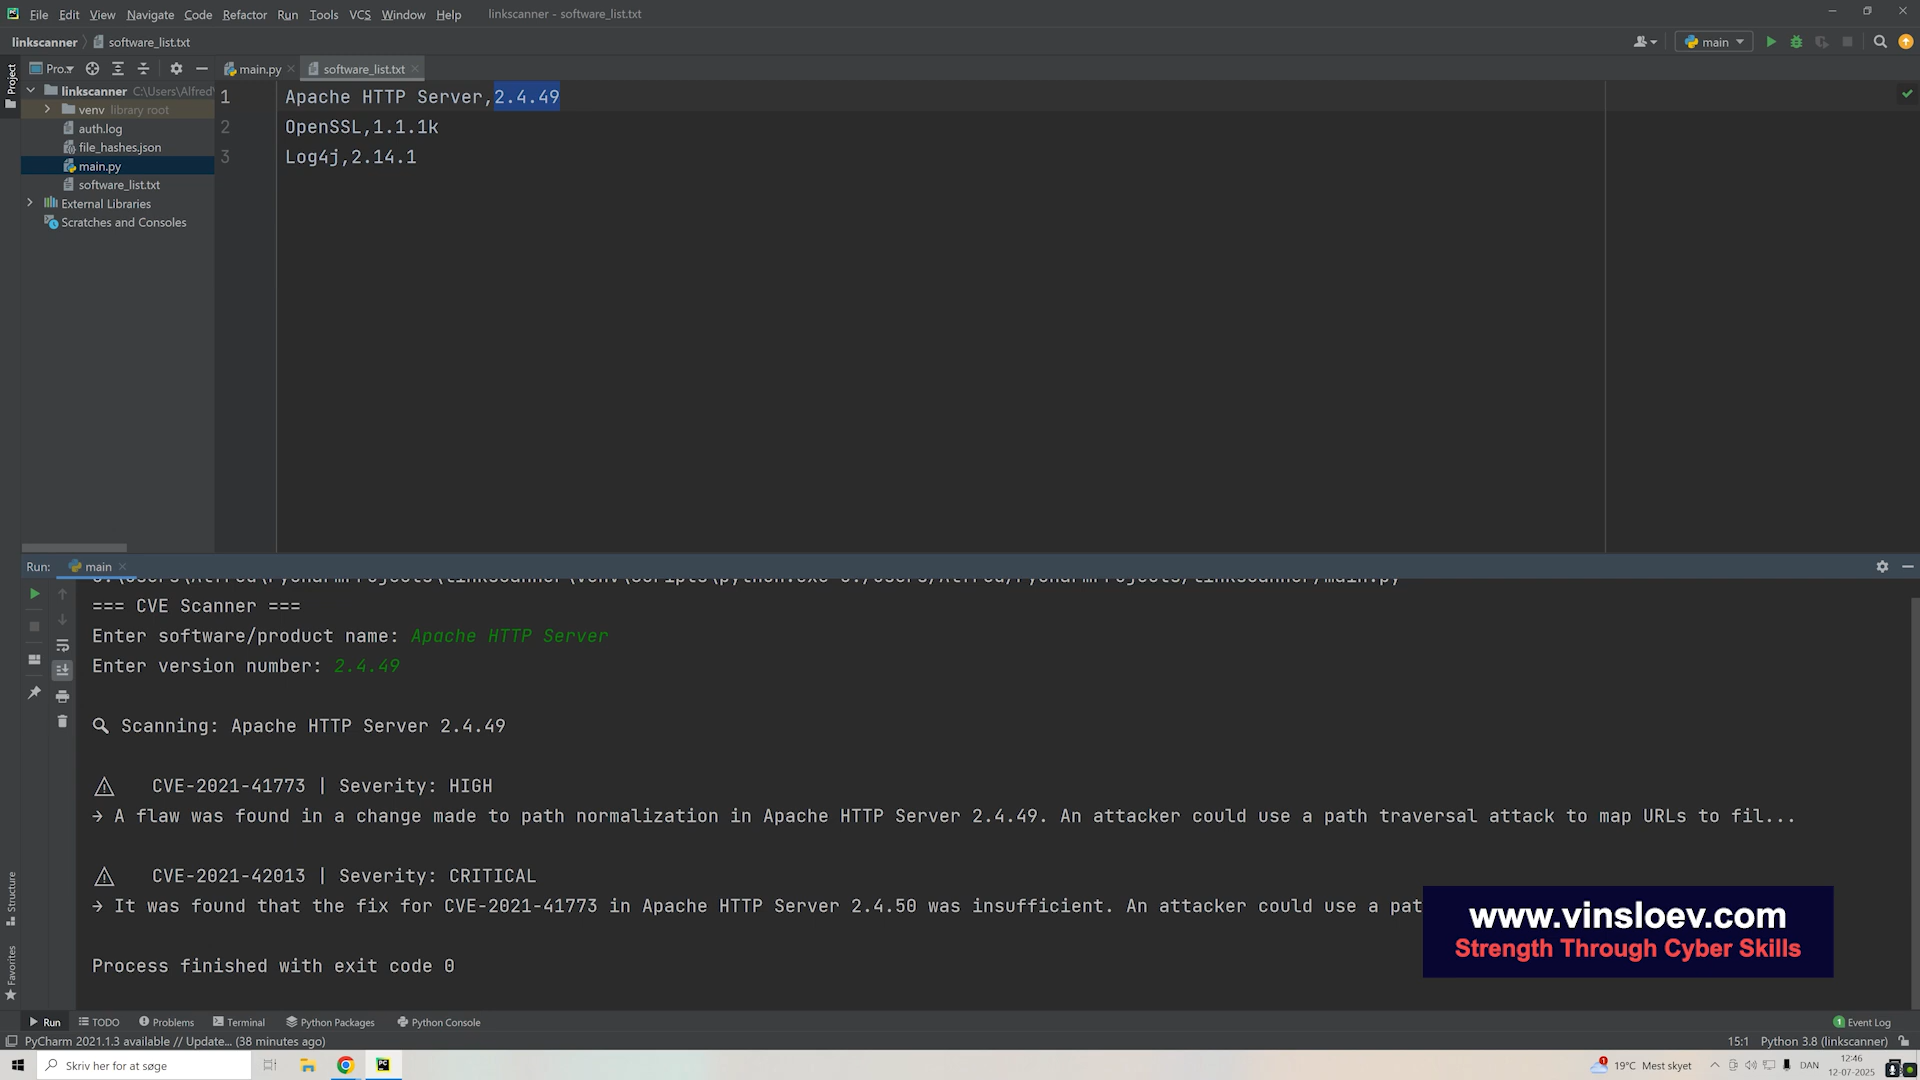 File Edit View Navigate Code Refactor Run Tools VCS Window Help linkscanner - software_list.txt
linkscanner software_list.txt main
Project Pro... main.py software_list.txt
linkscanner C:\Users\Alfred\
venv library root
auth.log
file_hashes.json
main.py
software_list.txt
External Libraries
Scratches and Consoles
1 Apache HTTP Server,2.4.49
2 OpenSSL,1.1.1k
3 Log4j,2.14.1
Run: main
C:\Users\Alfred\PycharmProjects\linkscanner\venv\Scripts\python.exe C:/Users/Alfred/PycharmProjects/linkscanner/main.py
=== CVE Scanner ===
Enter software/product name: Apache HTTP Server
Enter version number: 2.4.49
🔍 Scanning: Apache HTTP Server 2.4.49
⚠ CVE-2021-41773 | Severity: HIGH
→ A flaw was found in a change made to path normalization in Apache HTTP Server 2.4.49. An attacker could use a path traversal attack to map URLs to fil...
⚠ CVE-2021-42013 | Severity: CRITICAL
→ It was found that the fix for CVE-2021-41773 in Apache HTTP Server 2.4.50 was insufficient. An attacker could use a pat
Process finished with exit code 0
www.vinsloev.com
Strength Through Cyber Skills
Structure
Favorites
Run TODO Problems Terminal Python Packages Python Console 1 Event Log
PyCharm 2021.1.3 available // Update... (38 minutes ago) 15:1 Python 3.8 (linkscanner)
Skriv her for at søge 1 19°C Mest skyet DAN 12:46
12-07-2025